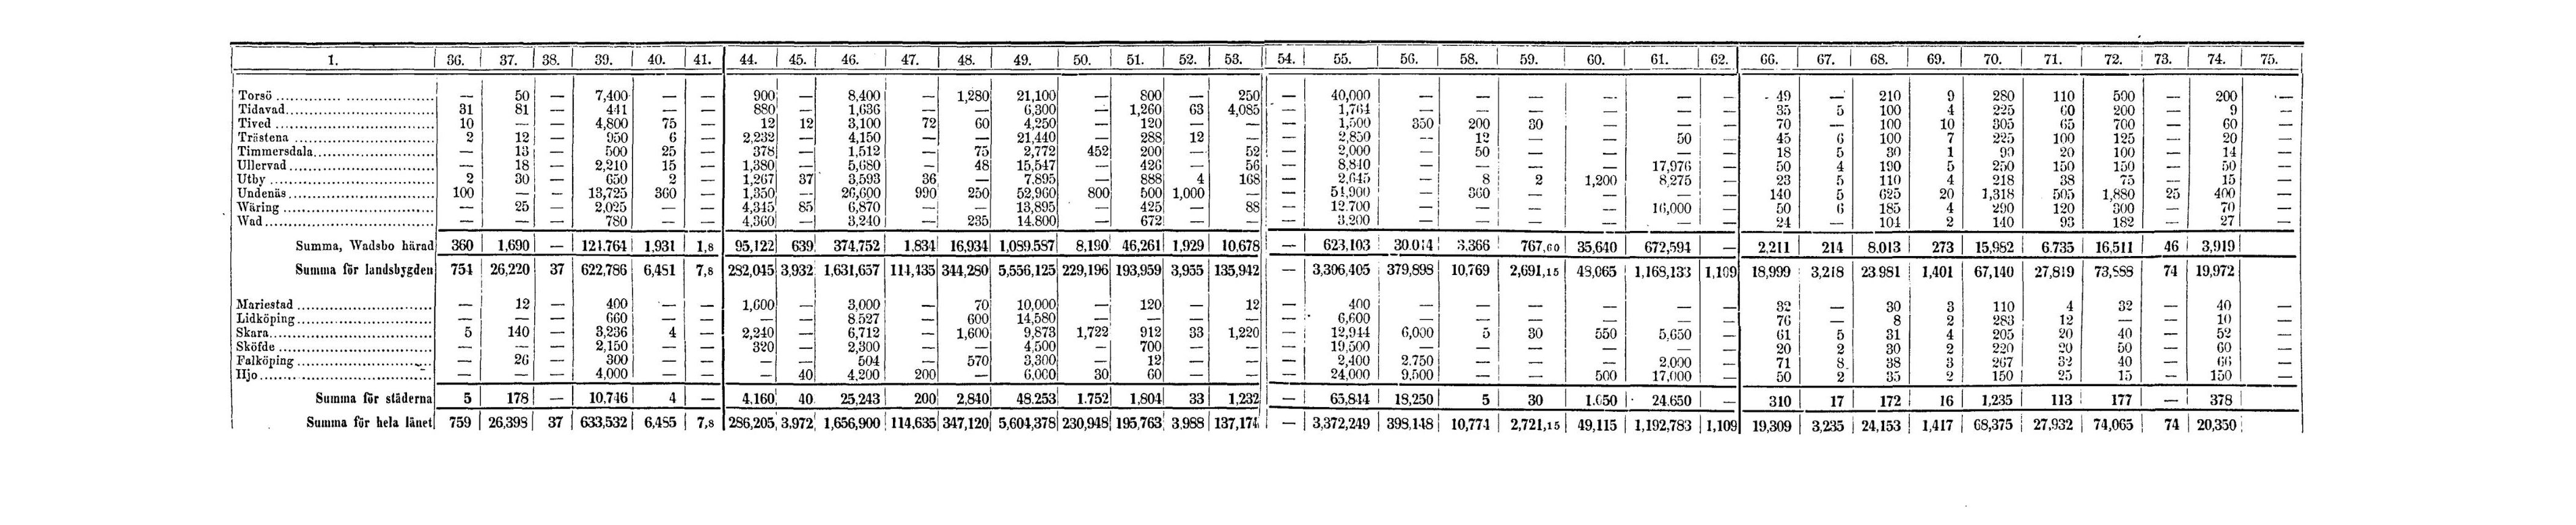 1. 36. 37. 38. 39. 40. 41. 44. 45. 46. 47. 48. 49. 50. 51. 52. 53. 54. 55. 56. 58. 59. 60. 61. 62. 66. 67. 68. 69. 70. 71. 72. 73. 74. 75.
Torsö — 50 — 7,400 — — 900 — 8,400 — 1,280 21,100 — 800 — 250 — 40,000 — — — — — — 49 — 210 9 280 110 500 — 200 —
Tidavad 31 81 — 441 — — 880 — 1,636 — — 6,300 — 1,260 63 4,085 — 1,764 — — — — — — 35 5 100 4 225 60 200 — 9 —
Tived 10 — — 4,800 75 — 12 12 3,100 72 60 4,250 — 120 — — — 1,500 350 200 30 — — — 70 — 100 10 305 65 700 — 60 —
Trästena 2 12 — 950 6 — 2,232 — 4,150 — — 21,440 — 288 12 — — 2,850 — 12 — — 50 — 45 6 100 7 225 100 125 — 20 —
Timmersdala — 13 — 500 25 — 378 — 1,512 — 75 2,772 452 200 — 52 — 2,000 — 50 — — — — 18 5 30 1 90 20 100 — 14 —
Ullervad — 18 — 2,210 15 — 1,380 — 5,680 — 48 15,547 — 426 — 56 — 8,840 — — — — 17,976 — 50 4 190 5 250 150 150 — 50 —
Utby 2 30 — 650 2 — 1,267 37 3,593 36 — 7,895 — 888 4 168 — 2,645 — 8 2 1,200 8,275 — 23 5 110 4 218 38 75 — 15 —
Undenäs 100 — — 13,725 360 — 1,350 — 26,600 990 250 52,960 800 500 1,000 — — 51,900 — 360 — — — — 140 5 625 20 1,318 505 1,880 25 400 —
Wäring — 25 — 2,025 — — 4,345 85 6,870 — — 13,895 — 425 — 88 — 12.700 — — — — 16,000 — 50 6 185 4 290 120 300 — 70 —
Wad — — — 780 — — 4,360 — 3,240 — 235 14.800 — 672 — — — 3.200 — — — — — — 24 — 104 2 140 93 182 — 27 —
Summa, Wadsbo härad 360 1,690 — 121.764 1,931 1,8 95,122 639 374,752 1,834 16,934 1,089.587 8,190 46,261 1,929 10,678 — 623,103 30.014 3.366 767,60 35,640 672,594 — 2,211 214 8.013 273 15,982 6.735 16,511 46 3,919
Summa för landsbygden 754 26,220 37 622,786 6,481 7,8 282,045 3,932 1,631,657 114,435 344,280 5,556,125 229,196 193,959 3,955 135,942 — 3,306,405 379,898 10,769 2,691,15 48,065 1,168,133 1,109 18,999 3,218 23.981 1,401 67,140 27,819 73,888 74 19,972 —
Mariestad — 12 — 400 — — 1,600 — 3,000 — 70 10,000 — 120 — 12 — 400 — — — — — — 32 — 30 3 110 4 32 — 40 —
Lidköping — — — 660 — — — — 8.527 — 600 14,580 — — — — — 6,600 — — — — — — 76 — 8 2 283 12 — — 10 —
Skara 5 140 — 3,236 4 — 2,240 — 6,712 — 1,600 9,873 1,722 912 33 1,220 — 12,944 6,000 5 30 550 5,650 — 61 5 31 4 205 20 40 — 52 —
Sköfde — — — 2,150 — — 320 — 2,300 — — 4,500 — 700 — — — 19,500 — — — — — — 20 2 30 2 220 20 50 — 60 —
Falköping — 26 — 300 — — — — 504 — 570 3,300 — 12 — — — 2,400 2.750 — — — 2.000 — 71 8 38 3 267 32 40 — 66 —
Hjo — — — 4,000 — — — 40 4,200 200 — 6,000 30 60 — — — 24,000 9,500 — — 500 17,000 — 50 2 35 2 150 25 15 — 150 —
Summa för städerna 5 178 — 10,746 4 — 4,160 40 25,243 200 2,840 48.253 1.752 1,804 33 1,232 — 65,844 18,250 5 30 1.050 24.650 — 310 17 172 16 1,235 113 177 — 378 —
Summa för hela länet 759 26,398 37 633,532 6,485 7,8 286,205 3,972 1,656,900 114,635 347,120 5,604,378 230,948 195,763 3.988 137,174 — 3,372,249 398,148 10,774 2,721,15 49,115 1,192,783 1,109 19,309 3,235 24,153 1,417 68,375 27,932 74,065 74 20,350 —